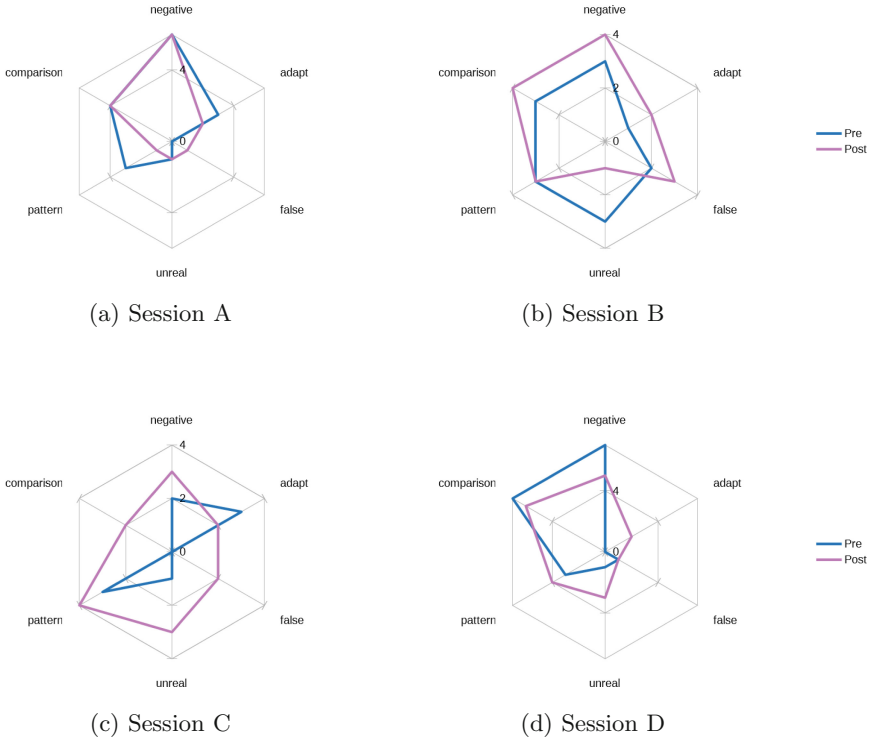 negative
adapt
false
unreal
pattern
comparison
4
0
(a) Session A
negative
adapt
false
unreal
pattern
comparison
4
2
0
Pre
Post
(b) Session B
negative
adapt
false
unreal
pattern
comparison
4
2
0
(c) Session C
negative
adapt
false
unreal
pattern
comparison
4
0
Pre
Post
(d) Session D